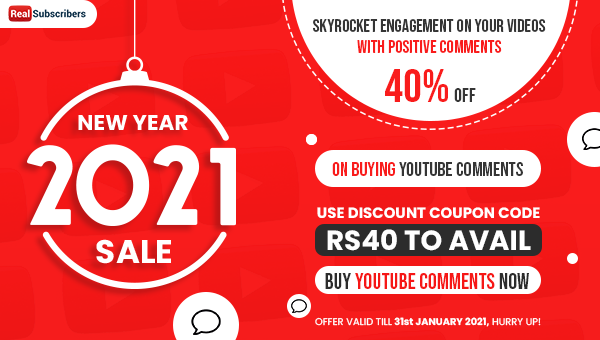 Real Subscribers
NEW YEAR
2021
SALE
SKYROCKET ENGAGEMENT ON YOUR VIDEOS
WITH POSITIVE COMMENTS
40% OFF
ON BUYING YOUTUBE COMMENTS
USE DISCOUNT COUPON CODE
RS40 TO AVAIL
BUY YOUTUBE COMMENTS NOW
OFFER VALID TILL 31st JANUARY 2021, HURRY UP!